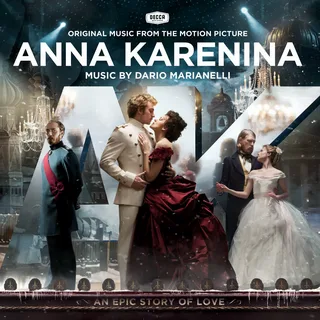 DECCA
ORIGINAL MUSIC FROM THE MOTION PICTURE
ANNA KARENINA
MUSIC BY DARIO MARIANELLI
AK
AN EPIC STORY OF LOVE